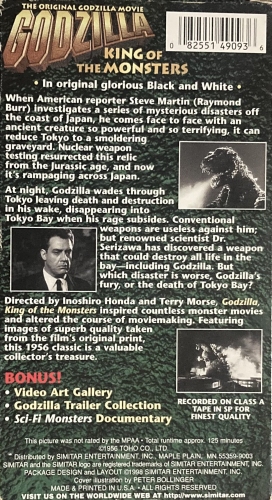 THE ORIGINAL GODZILLA MOVIE
GODZILLA
KING OF
THE MONSTERS
0 82551 49093 6
• In original glorious Black and White •
When American reporter Steve Martin (Raymond
Burr) investigates a series of mysterious disasters off
the coast of Japan, he comes face to face with an
ancient creature so powerful and so terrifying, it can
reduce Tokyo to a smoldering
graveyard. Nuclear weapon
testing resurrected this relic
from the Jurassic age, and now
it's rampaging across Japan.
At night, Godzilla wades through
Tokyo leaving death and destruction
in his wake, disappearing into
Tokyo Bay when his rage subsides. Conventional
weapons are useless against him;
but renowned scientist Dr.
Serizawa has discovered a weapon
that could destroy all life in the
bay—including Godzilla. But
which disaster is worse, Godzilla's
fury, or the death of Tokyo Bay?
Directed by Inoshiro Honda and Terry Morse, Godzilla,
King of the Monsters inspired countless monster movies
and altered the course of moviemaking. Featuring
images of superb quality taken
from the film's original print,
this 1956 classic is a valuable
collector's treasure.
BONUS!
• Video Art Gallery
• Godzilla Trailer Collection
• Sci-Fi Monsters Documentary
RECORDED ON CLASS A
TAPE IN SP FOR
FINEST QUALITY
This picture was not rated by the MPAA • Total runtime approx. 125 minutes
©1956 TOHO CO., LTD.
Distributed by SIMITAR ENTERTAINMENT, INC., MAPLE PLAIN, MN 55359-9003
SIMITAR and the SIMITAR logo are registered trademarks of SIMITAR ENTERTAINMENT, INC.
PACKAGE DESIGN and LAYOUT ©1998 SIMITAR ENTERTAINMENT, INC.
COVER ILLUSTRATION BY PETER BOLLINGER
MADE & PRINTED IN U.S.A • ALL RIGHTS RESERVED
VISIT US ON THE WORLDWIDE WEB AT http://www.simitar.com